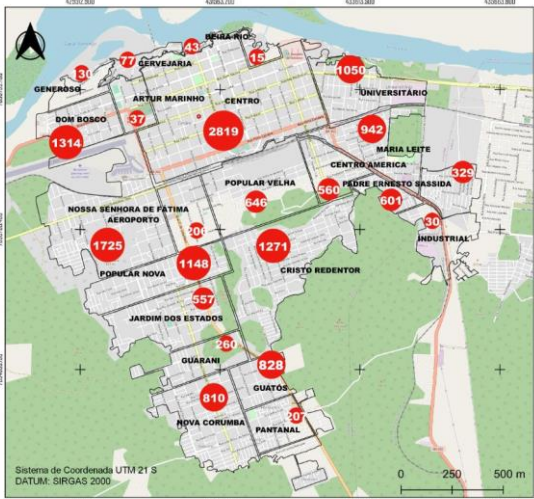 BEIRA RIO
43
77
CERVEJARIA
15
30
GENEROSO
1050
UNIVERSITÁRIO
ARTUR MARINHO
CENTRO
DOM BOSCO
37
2819
942
1314
MARIA LEITE
CENTRO AMERICA
329
POPULAR VELHA
560
PADRE ERNESTO SASSIDA
646
601
NOSSA SENHORA DE FÁTIMA
AEROPORTO
206
30
INDUSTRIAL
1725
1271
1148
POPULAR NOVA
CRISTO REDENTOR
557
JARDIM DOS ESTADOS
260
GUARANI
828
GUATÓS
810
207
NOVA CORUMBA
PANTANAL
Sistema de Coordenada UTM 21 S
DATUM: SIRGAS 2000
0 250 500 m